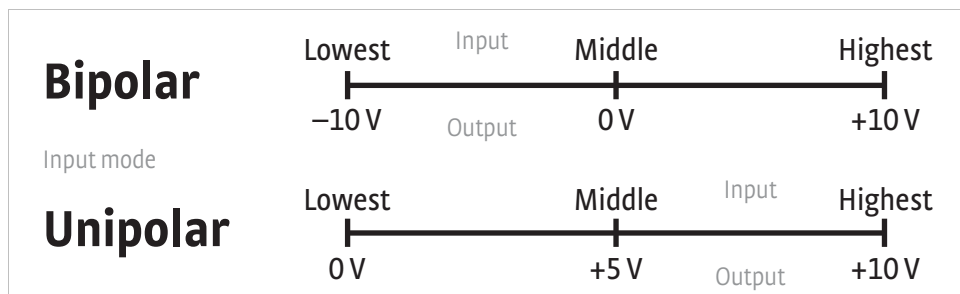 Lowest Input Middle Highest
Bipolar
–10 V Output 0 V +10 V
Input mode
Lowest Middle Input Highest
Unipolar
0 V +5 V Output +10 V